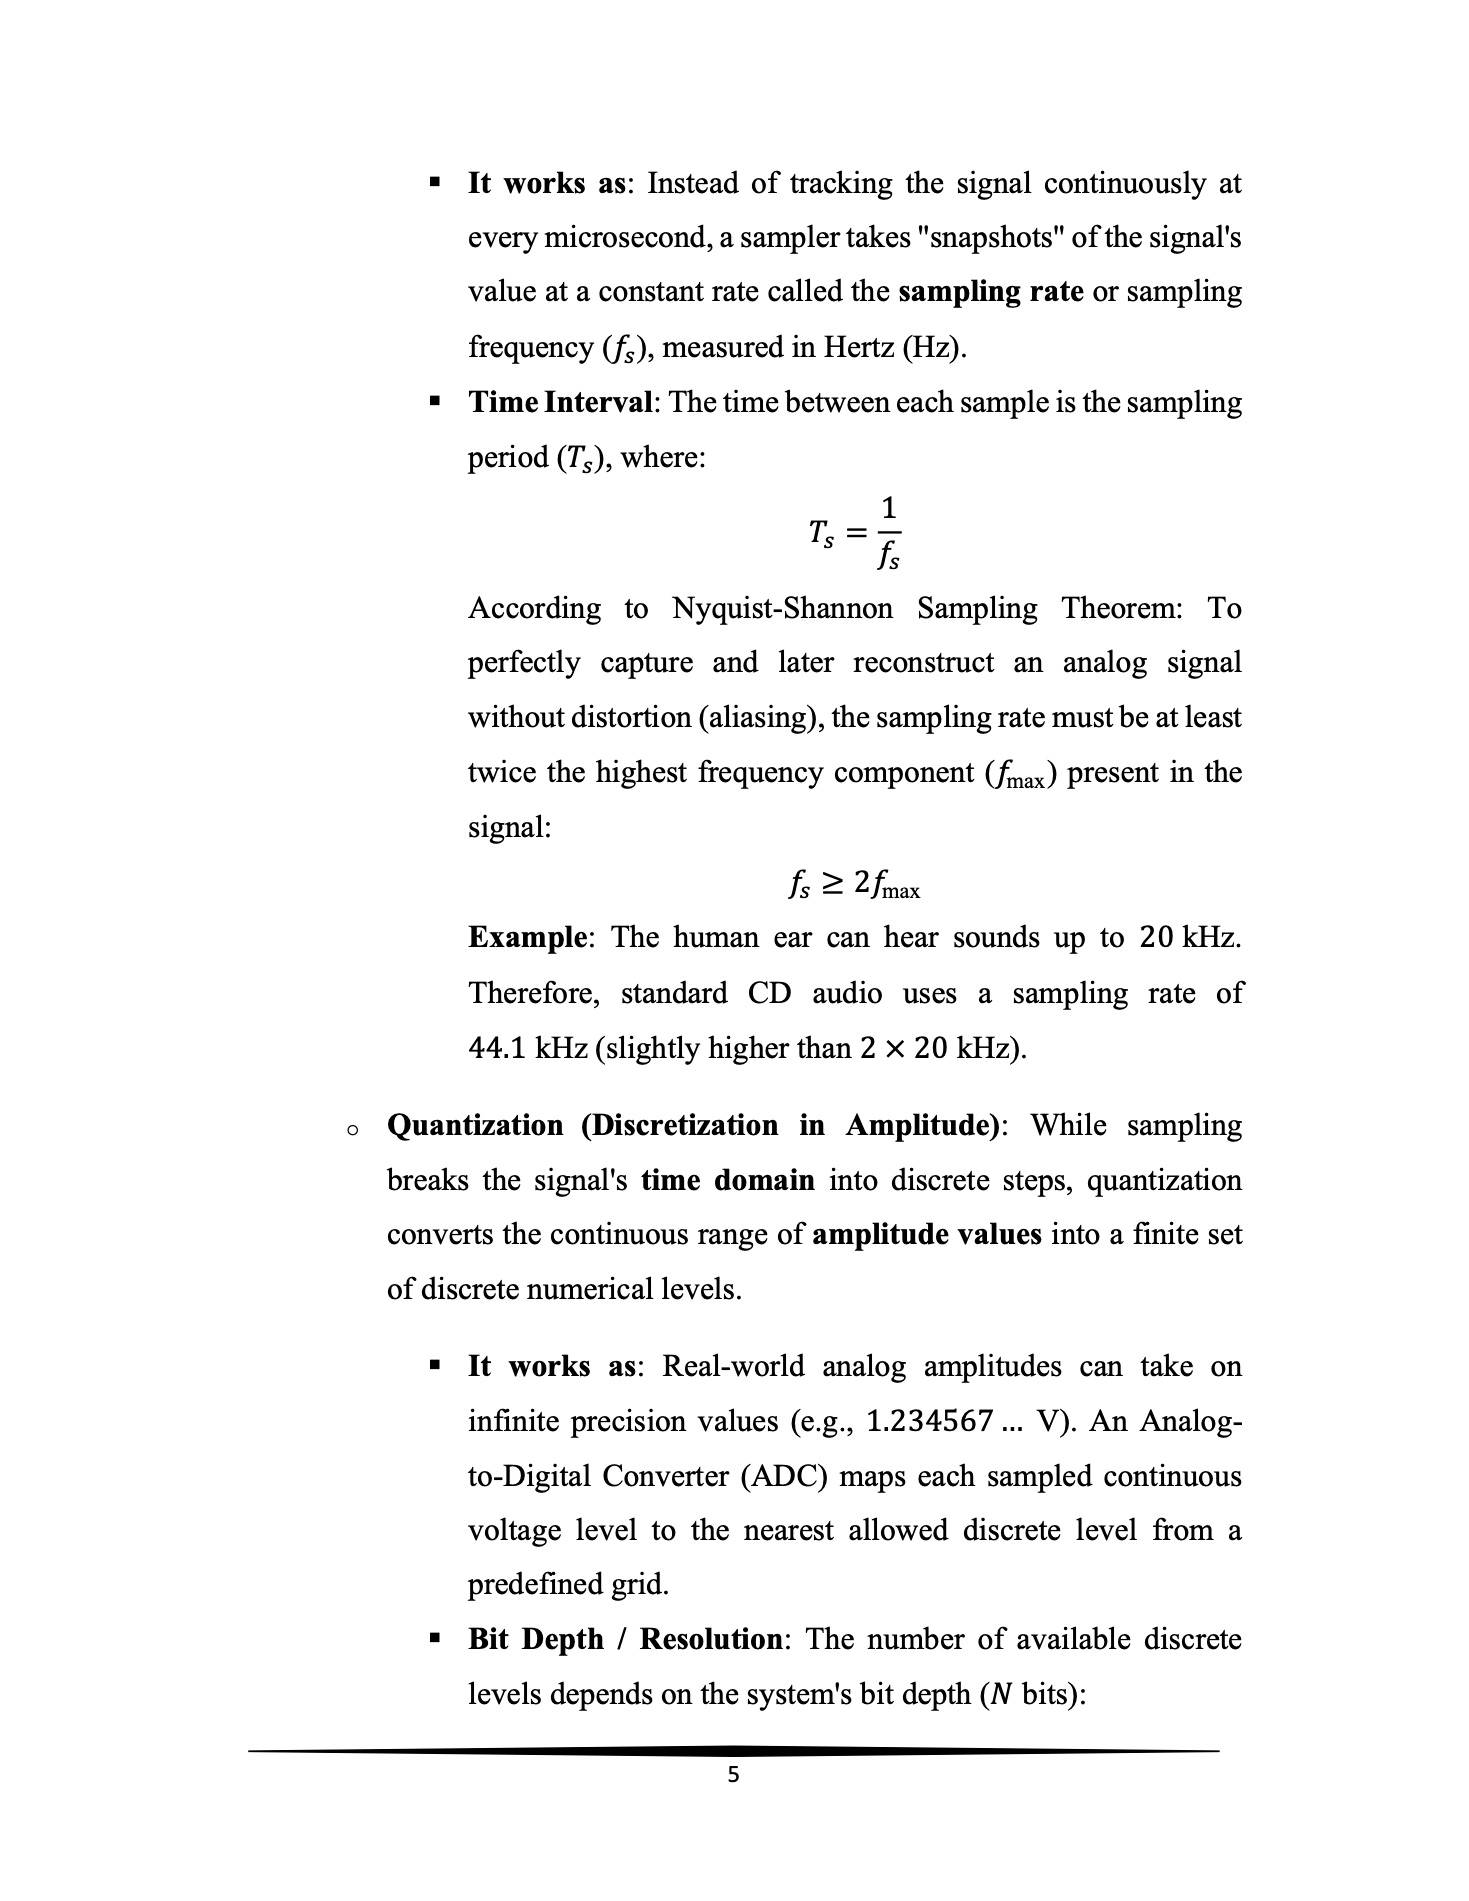 ▪ It works as: Instead of tracking the signal continuously at
every microsecond, a sampler takes "snapshots" of the signal's
value at a constant rate called the sampling rate or sampling
frequency (fₛ), measured in Hertz (Hz).
▪ Time Interval: The time between each sample is the sampling
period (Tₛ), where:
Tₛ = 1/fₛ
According to Nyquist-Shannon Sampling Theorem: To
perfectly capture and later reconstruct an analog signal
without distortion (aliasing), the sampling rate must be at least
twice the highest frequency component (f_max) present in the
signal:
fₛ ≥ 2f_max
Example: The human ear can hear sounds up to 20 kHz.
Therefore, standard CD audio uses a sampling rate of
44.1 kHz (slightly higher than 2 × 20 kHz).
○ Quantization (Discretization in Amplitude): While sampling
breaks the signal's time domain into discrete steps, quantization
converts the continuous range of amplitude values into a finite set
of discrete numerical levels.
▪ It works as: Real-world analog amplitudes can take on
infinite precision values (e.g., 1.234567 … V). An Analog-
to-Digital Converter (ADC) maps each sampled continuous
voltage level to the nearest allowed discrete level from a
predefined grid.
▪ Bit Depth / Resolution: The number of available discrete
levels depends on the system's bit depth (N bits):
5